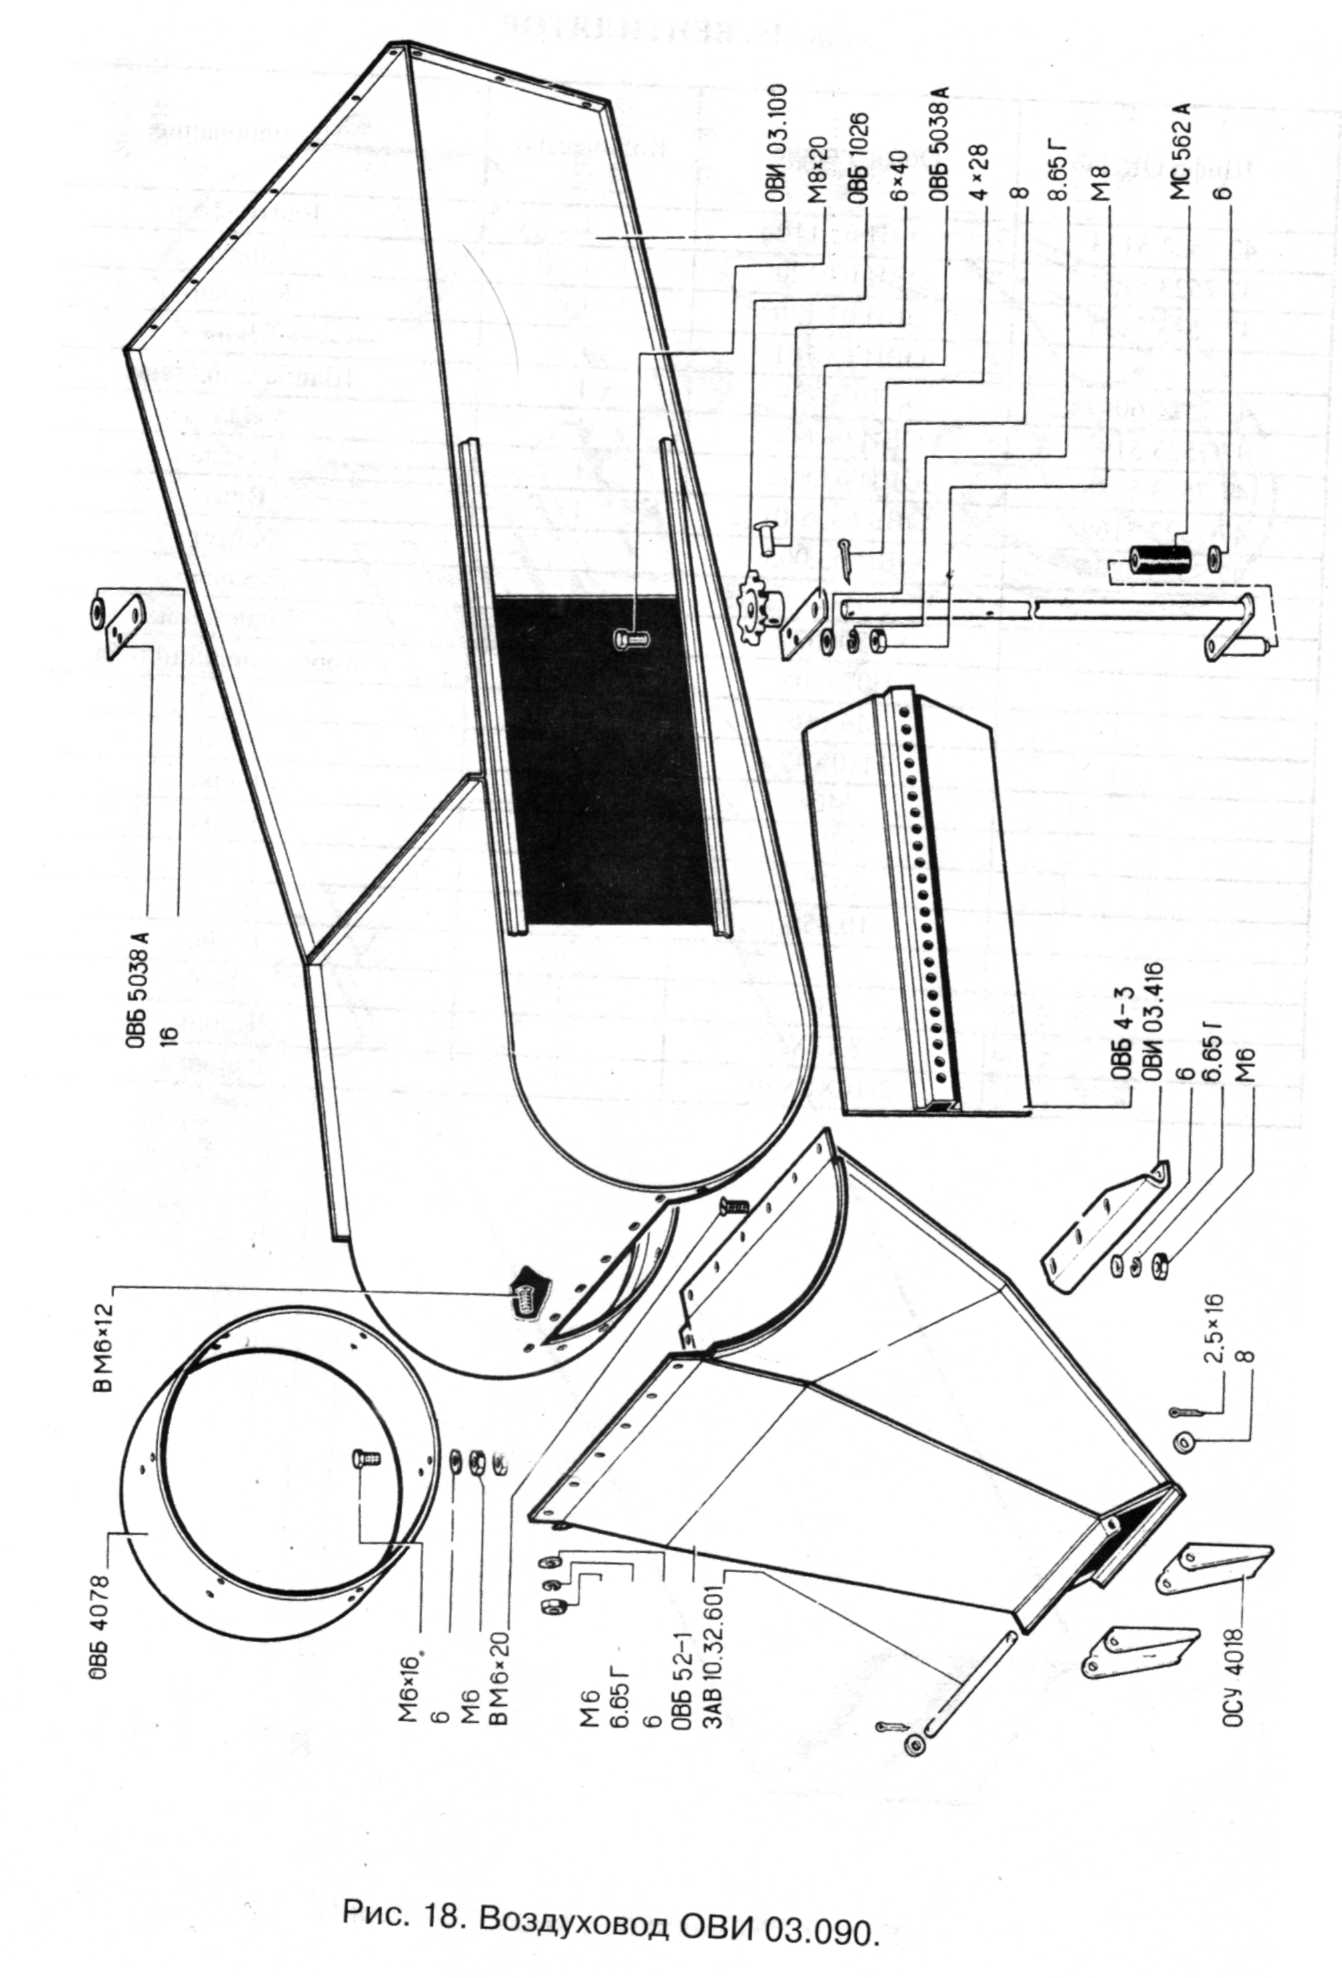 ОВИ 03.100
М8×20
ОВБ 1026
6×40
ОВБ 5038А
4×28
8
8.65Г
М8
МС 562 А
6
ОВБ 5038А
16
ОВБ 4-3
ОВИ 03.416
6
6.65Г
М6
В М6×12
2.5×16
8
ОВБ 4078
М6×16
6
М6
В М6×20
М6
6.65Г
6
ОВБ 52-1
ЗАВ 10.32.601
ОСУ 4018
Рис. 18. Воздуховод ОВИ 03.090.